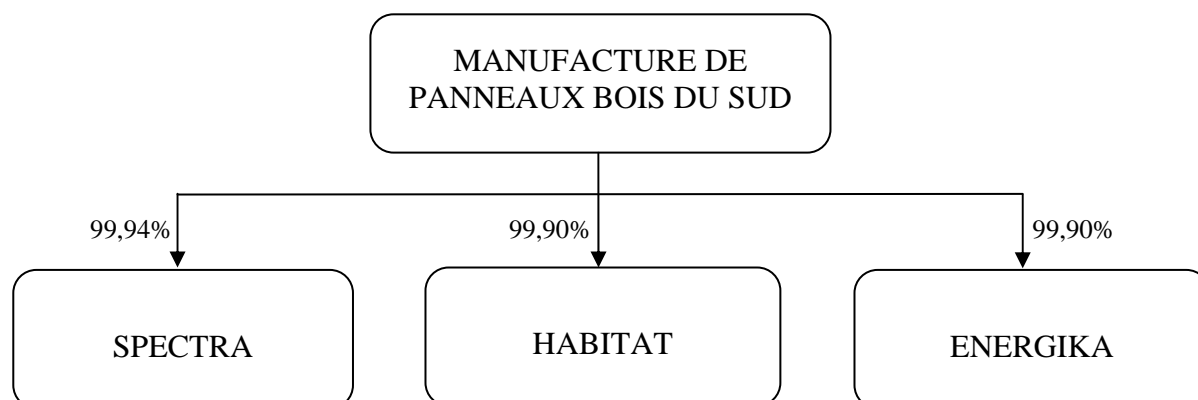 MANUFACTURE DE
PANNEAUX BOIS DU SUD
99,94%
99,90%
99,90%
SPECTRA
HABITAT
ENERGIKA